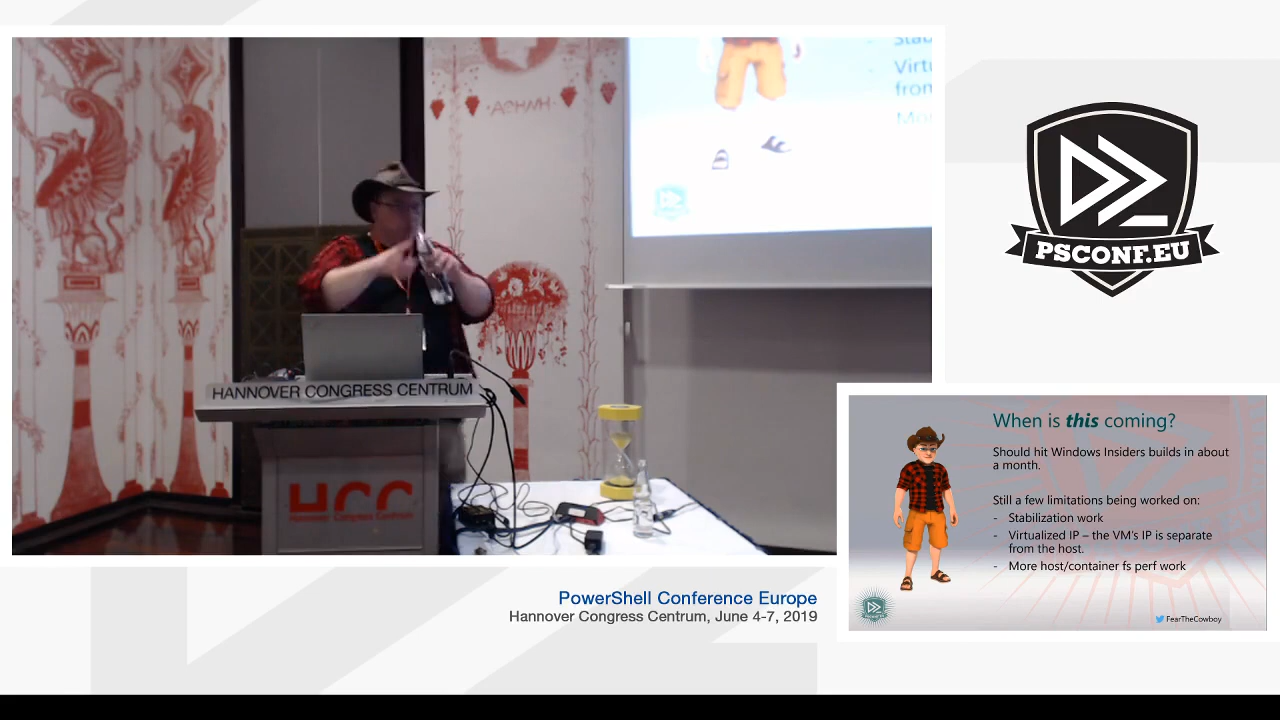 Virtu
from
HANNOVER CONGRESS CENTRUM
HCC
Hannover Congress Centrum
PSCONF.EU
When is this coming?
Should hit Windows Insiders builds in about
a month.
Still a few limitations being worked on:
- Stabilization work
- Virtualized IP – the VM's IP is separate
from the host.
- More host/container fs perf work
FearTheCowboy
PowerShell Conference Europe
Hannover Congress Centrum, June 4-7, 2019